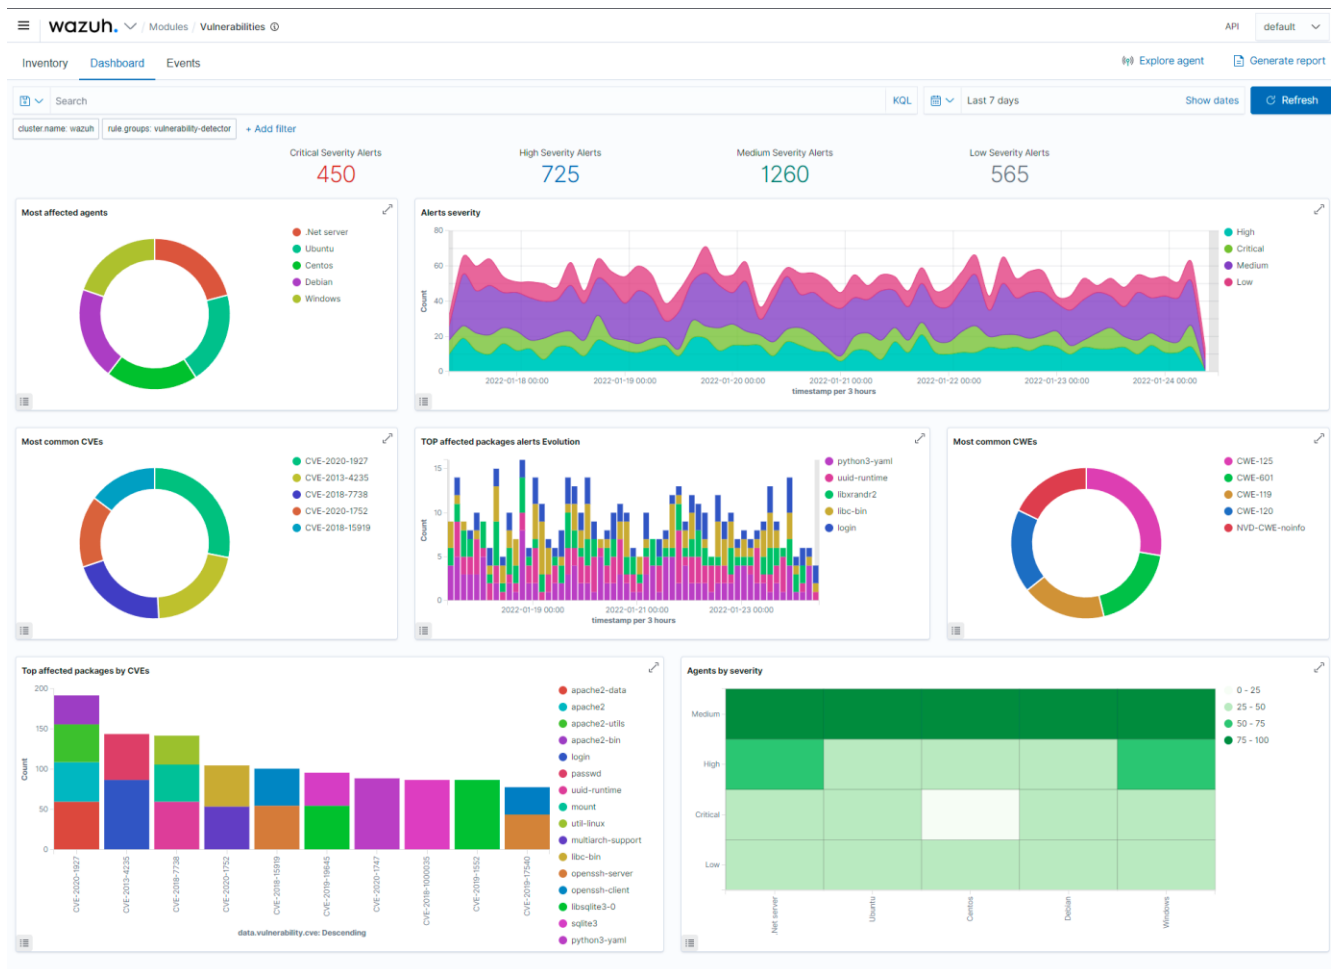 wazuh. / Modules / Vulnerabilities
API default
Inventory Dashboard Events
Explore agent Generate report
Search KQL Last 7 days Show dates Refresh
cluster.name: wazuh rule.groups: vulnerability-detector + Add filter
Critical Severity Alerts High Severity Alerts Medium Severity Alerts Low Severity Alerts
450 725 1260 565
Most affected agents
.Net server
Ubuntu
Centos
Debian
Windows
Alerts severity
Count
80
60
40
20
0
2022-01-18 00:00 2022-01-19 00:00 2022-01-20 00:00 2022-01-21 00:00 2022-01-22 00:00 2022-01-23 00:00 2022-01-24 00:00
timestamp per 3 hours
High
Critical
Medium
Low
Most common CVEs
CVE-2020-1927
CVE-2013-4235
CVE-2018-7738
CVE-2020-1752
CVE-2018-15919
TOP affected packages alerts Evolution
Count
15
10
5
0
2022-01-19 00:00 2022-01-21 00:00 2022-01-23 00:00
timestamp per 3 hours
python3-yaml
uuid-runtime
libxrandr2
libc-bin
login
Most common CWEs
CWE-125
CWE-601
CWE-119
CWE-120
NVD-CWE-noinfo
Top affected packages by CVEs
Count
200
150
100
50
0
CVE-2020-1927
CVE-2013-4235
CVE-2018-7738
CVE-2020-1752
CVE-2018-15919
CVE-2019-19645
CVE-2020-1747
CVE-2018-1000035
CVE-2019-1552
CVE-2019-17540
data.vulnerability.cve: Descending
apache2-data
apache2
apache2-utils
apache2-bin
login
passwd
uuid-runtime
mount
util-linux
multiarch-support
libc-bin
openssh-server
openssh-client
libsqlite3-0
sqlite3
python3-yaml
Agents by severity
Medium
High
Critical
Low
.Net server
Ubuntu
Centos
Debian
Windows
0 - 25
25 - 50
50 - 75
75 - 100